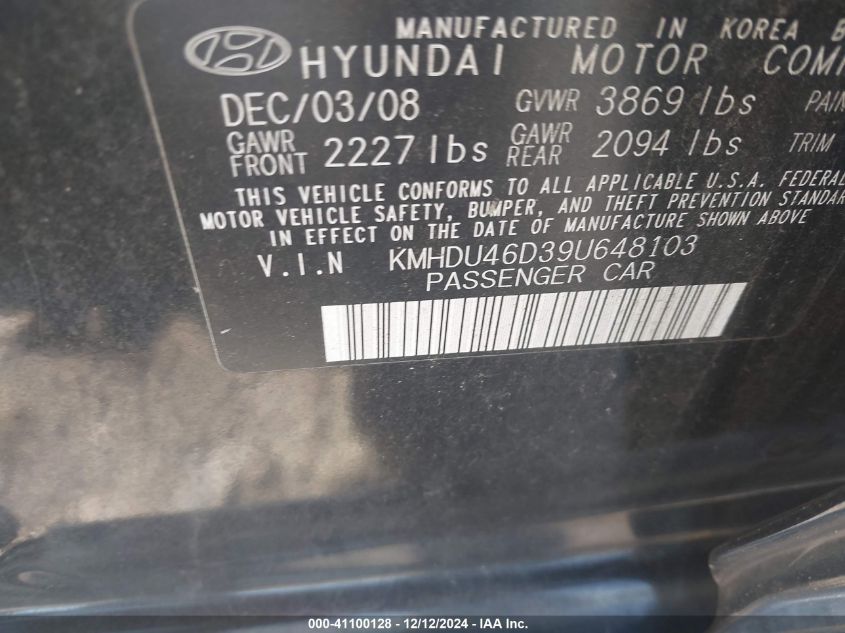 MANUFACTURED IN KOREA B
HYUNDAI MOTOR COM
DEC/03/08 GVWR 3869 lbs PAIN
GAWR FRONT 2227 lbs GAWR REAR 2094 lbs TRIM
THIS VEHICLE CONFORMS TO ALL APPLICABLE U.S.A. FEDERAL
MOTOR VEHICLE SAFETY, BUMPER, AND THEFT PREVENTION STANDAR
IN EFFECT ON THE DATE OF MANUFACTURE SHOWN ABOVE
V.I.N KMHDU46D39U648103
PASSENGER CAR
000-41100128 - 12/12/2024 - IAA Inc.